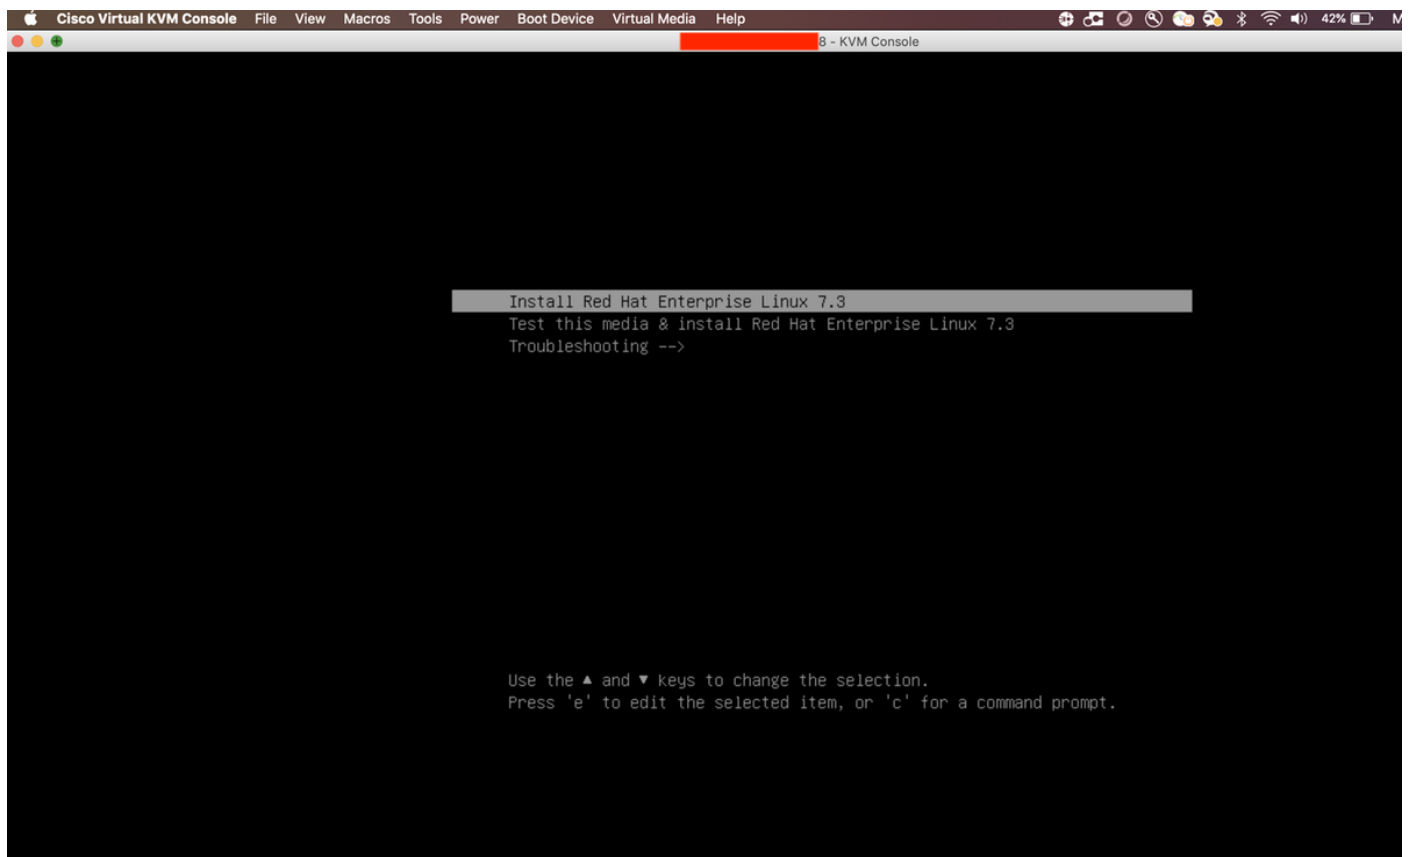 Cisco Virtual KVM Console File View Macros Tools Power Boot Device Virtual Media Help 42% M
8 - KVM Console
Install Red Hat Enterprise Linux 7.3
Test this media & install Red Hat Enterprise Linux 7.3
Troubleshooting -->
Use the ▲ and ▼ keys to change the selection.
Press 'e' to edit the selected item, or 'c' for a command prompt.